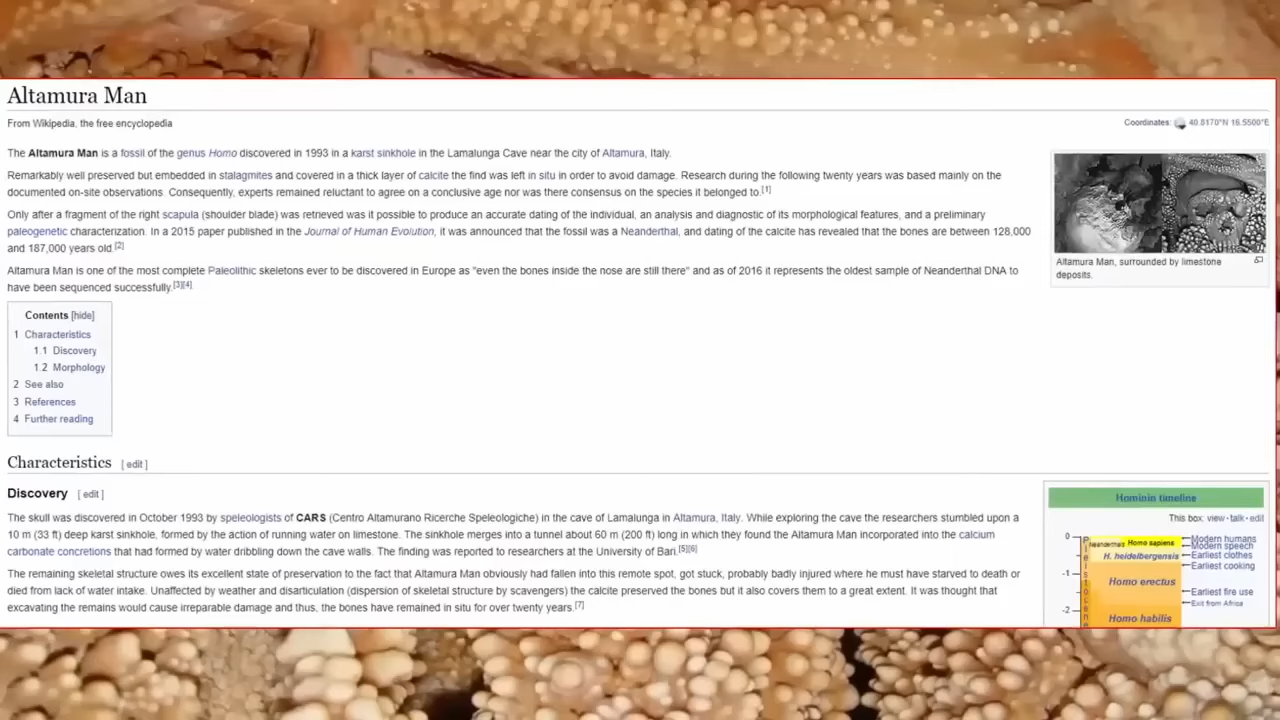 Altamura Man
From Wikipedia, the free encyclopedia
Coordinates: 40.8170°N 16.5500°E
The Altamura Man is a fossil of the genus Homo discovered in 1993 in a karst sinkhole in the Lamalunga Cave near the city of Altamura, Italy.
Remarkably well preserved but embedded in stalagmites and covered in a thick layer of calcite the find was left in situ in order to avoid damage. Research during the following twenty years was based mainly on the
documented on-site observations. Consequently, experts remained reluctant to agree on a conclusive age nor was there consensus on the species it belonged to.[1]
Only after a fragment of the right scapula (shoulder blade) was retrieved was it possible to produce an accurate dating of the individual, an analysis and diagnostic of its morphological features, and a preliminary
paleogenetic characterization. In a 2015 paper published in the Journal of Human Evolution, it was announced that the fossil was a Neanderthal, and dating of the calcite has revealed that the bones are between 128,000
and 187,000 years old.[2]
Altamura Man is one of the most complete Paleolithic skeletons ever to be discovered in Europe as "even the bones inside the nose are still there" and as of 2016 it represents the oldest sample of Neanderthal DNA to
have been sequenced successfully.[3][4]
Altamura Man, surrounded by limestone
deposits.
Contents [hide]
1 Characteristics
1.1 Discovery
1.2 Morphology
2 See also
3 References
4 Further reading
Characteristics [ edit ]
Discovery [ edit ]
The skull was discovered in October 1993 by speleologists of CARS (Centro Altamurano Ricerche Speleologiche) in the cave of Lamalunga in Altamura, Italy. While exploring the cave the researchers stumbled upon a
10 m (33 ft) deep karst sinkhole, formed by the action of running water on limestone. The sinkhole merges into a tunnel about 60 m (200 ft) long in which they found the Altamura Man incorporated into the calcium
carbonate concretions that had formed by water dribbling down the cave walls. The finding was reported to researchers at the University of Bari.[5][6]
The remaining skeletal structure owes its excellent state of preservation to the fact that Altamura Man obviously had fallen into this remote spot, got stuck, probably badly injured where he must have starved to death or
died from lack of water intake. Unaffected by weather and disarticulation (dispersion of skeletal structure by scavengers) the calcite preserved the bones but it also covers them to a great extent. It was thought that
excavating the remains would cause irreparable damage and thus, the bones have remained in situ for over twenty years.[7]
Hominin timeline
This box: view · talk · edit
0
Neanderthals
Homo sapiens
Modern humans
Modern speech
H. heidelbergensis
Earliest clothes
Earliest cooking
-1
Homo erectus
Earliest fire use
Exit from Africa
-2
Homo habilis
Pleistocene